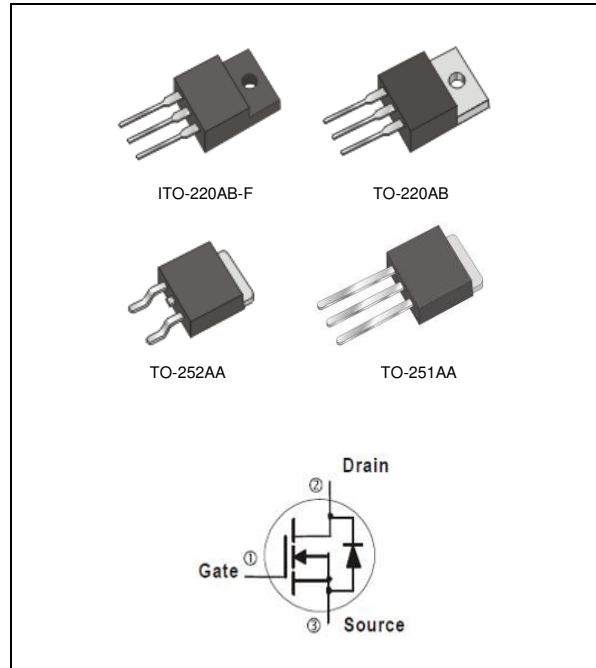 ITO-220AB-F TO-220AB
TO-252AA TO-251AA
Drain
②
①
Gate
③ Source